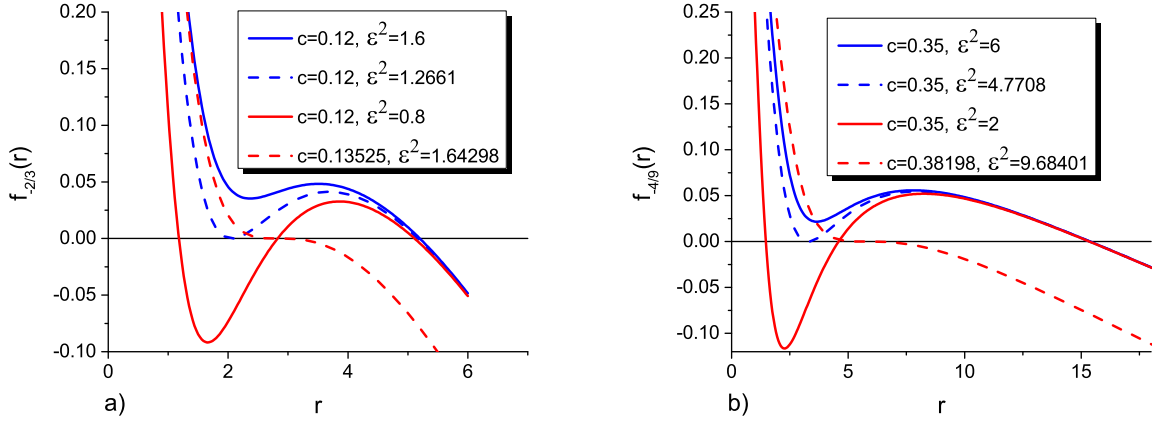 0.20
0.15
0.10
0.05
0.00
-0.05
-0.10
f-2/3(r)
c=0.12, ε²=1.6
c=0.12, ε²=1.2661
c=0.12, ε²=0.8
c=0.13525, ε²=1.64298
0 2 4 6
a) r
0.25
0.20
0.15
0.10
0.05
0.00
-0.05
-0.10
f-4/9(r)
c=0.35, ε²=6
c=0.35, ε²=4.7708
c=0.35, ε²=2
c=0.38198, ε²=9.68401
0 5 10 15
b) r